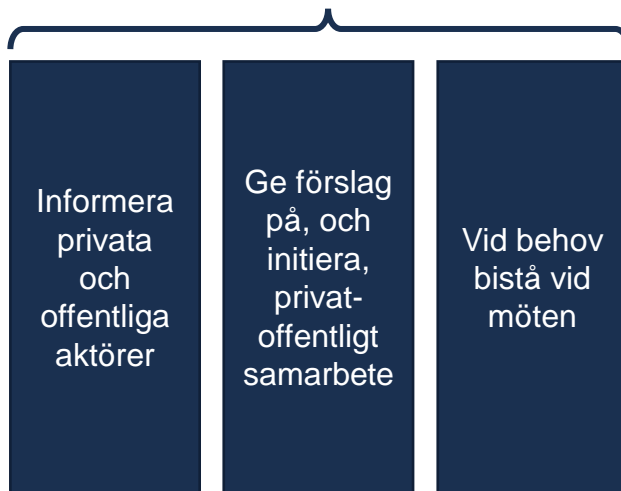 Informera
privata
och
offentliga
aktörer
Ge förslag
på, och
initiera,
privat-
offentligt
samarbete
Vid behov
bistå vid
möten